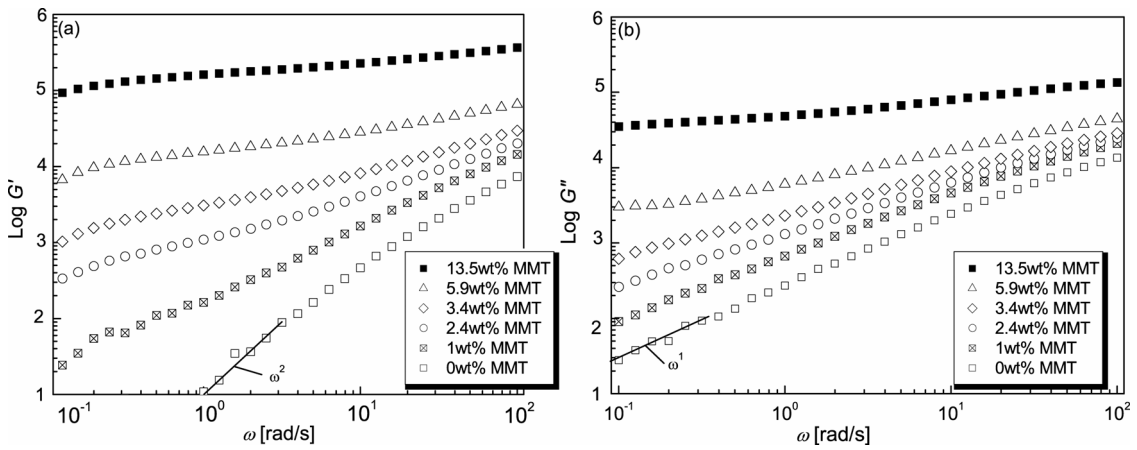 (a)
Log G′
6
5
4
3
2
1
10⁻¹
10⁰
10¹
10²
ω [rad/s]
ω²
13.5wt% MMT
5.9wt% MMT
3.4wt% MMT
2.4wt% MMT
1wt% MMT
0wt% MMT
(b)
Log G″
6
5
4
3
2
1
10⁻¹
10⁰
10¹
10²
ω [rad/s]
ω¹
13.5wt% MMT
5.9wt% MMT
3.4wt% MMT
2.4wt% MMT
1wt% MMT
0wt% MMT